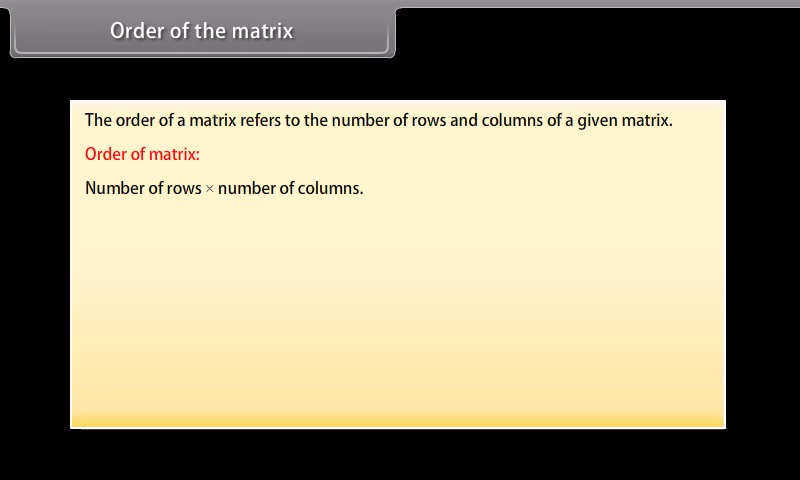 Order of the matrix
The order of a matrix refers to the number of rows and columns of a given matrix.
Order of matrix:
Number of rows × number of columns.